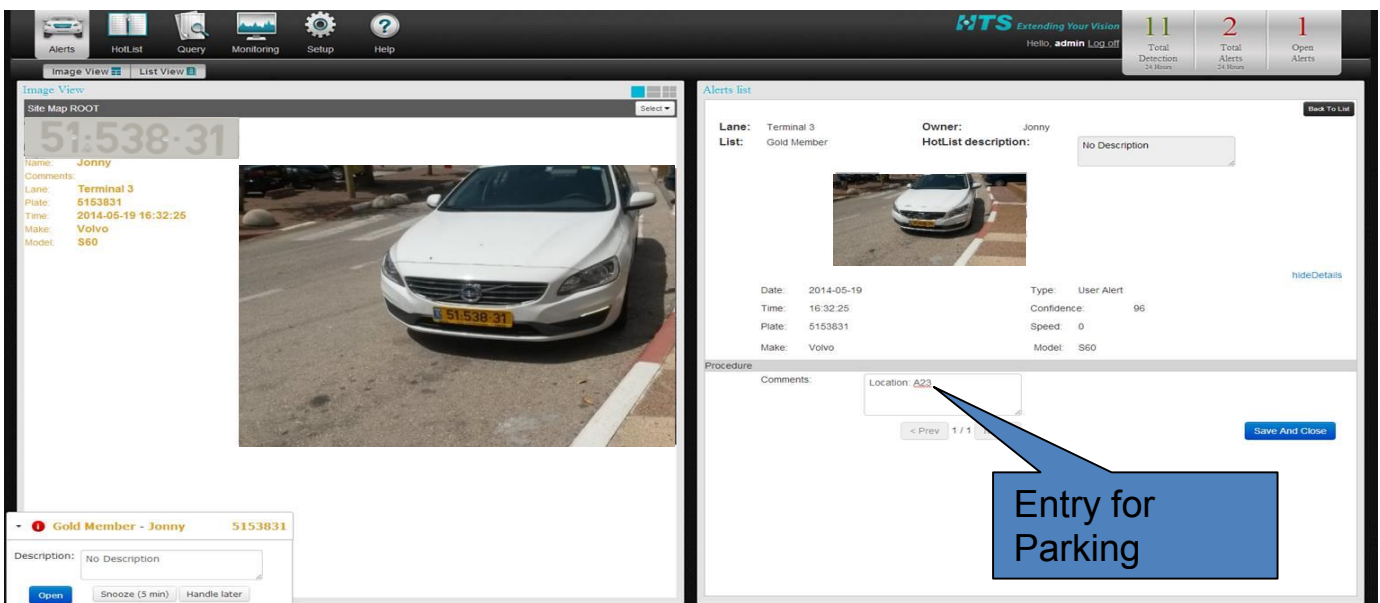 HTS Extending Your Vision
Hello, admin Log off
11
Total
Detection
24 Hours
2
Total
Alerts
24 Hours
1
Open
Alerts
Alerts
HotList
Query
Monitoring
Setup
Help
Image View
List View
Image View
Site Map ROOT
Select
51:538·31
Name: Jonny
Comments:
Lane: Terminal 3
Plate: 5153831
Time: 2014-05-19 16:32:25
Make: Volvo
Model: S60
51·538·31
Gold Member - Jonny 5153831
Description: No Description
Open
Snooze (5 min)
Handle later
Alerts list
Back To List
Lane: Terminal 3 Owner: Jonny
List: Gold Member HotList description: No Description
hideDetails
Date: 2014-05-19 Type: User Alert
Time: 16:32:25 Confidence: 96
Plate: 5153831 Speed: 0
Make: Volvo Model: S60
Procedure
Comments: Location: A23
< Prev 1 / 1
Save And Close
Entry for
Parking